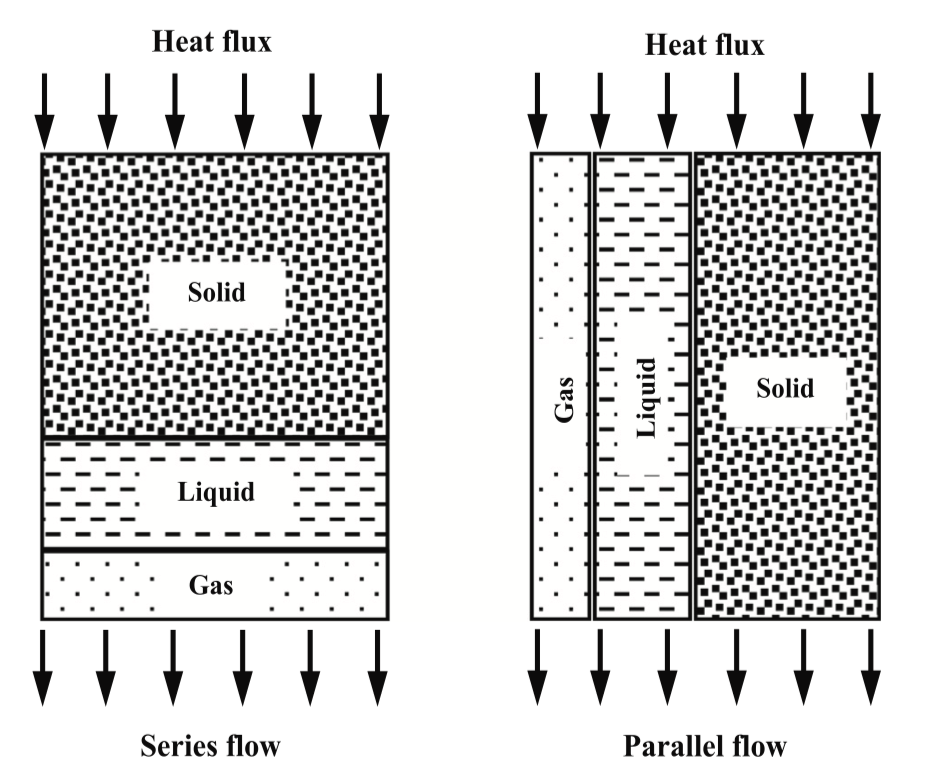 Heat flux
Solid
Liquid
Gas
Series flow
Heat flux
Gas
Liquid
Solid
Parallel flow